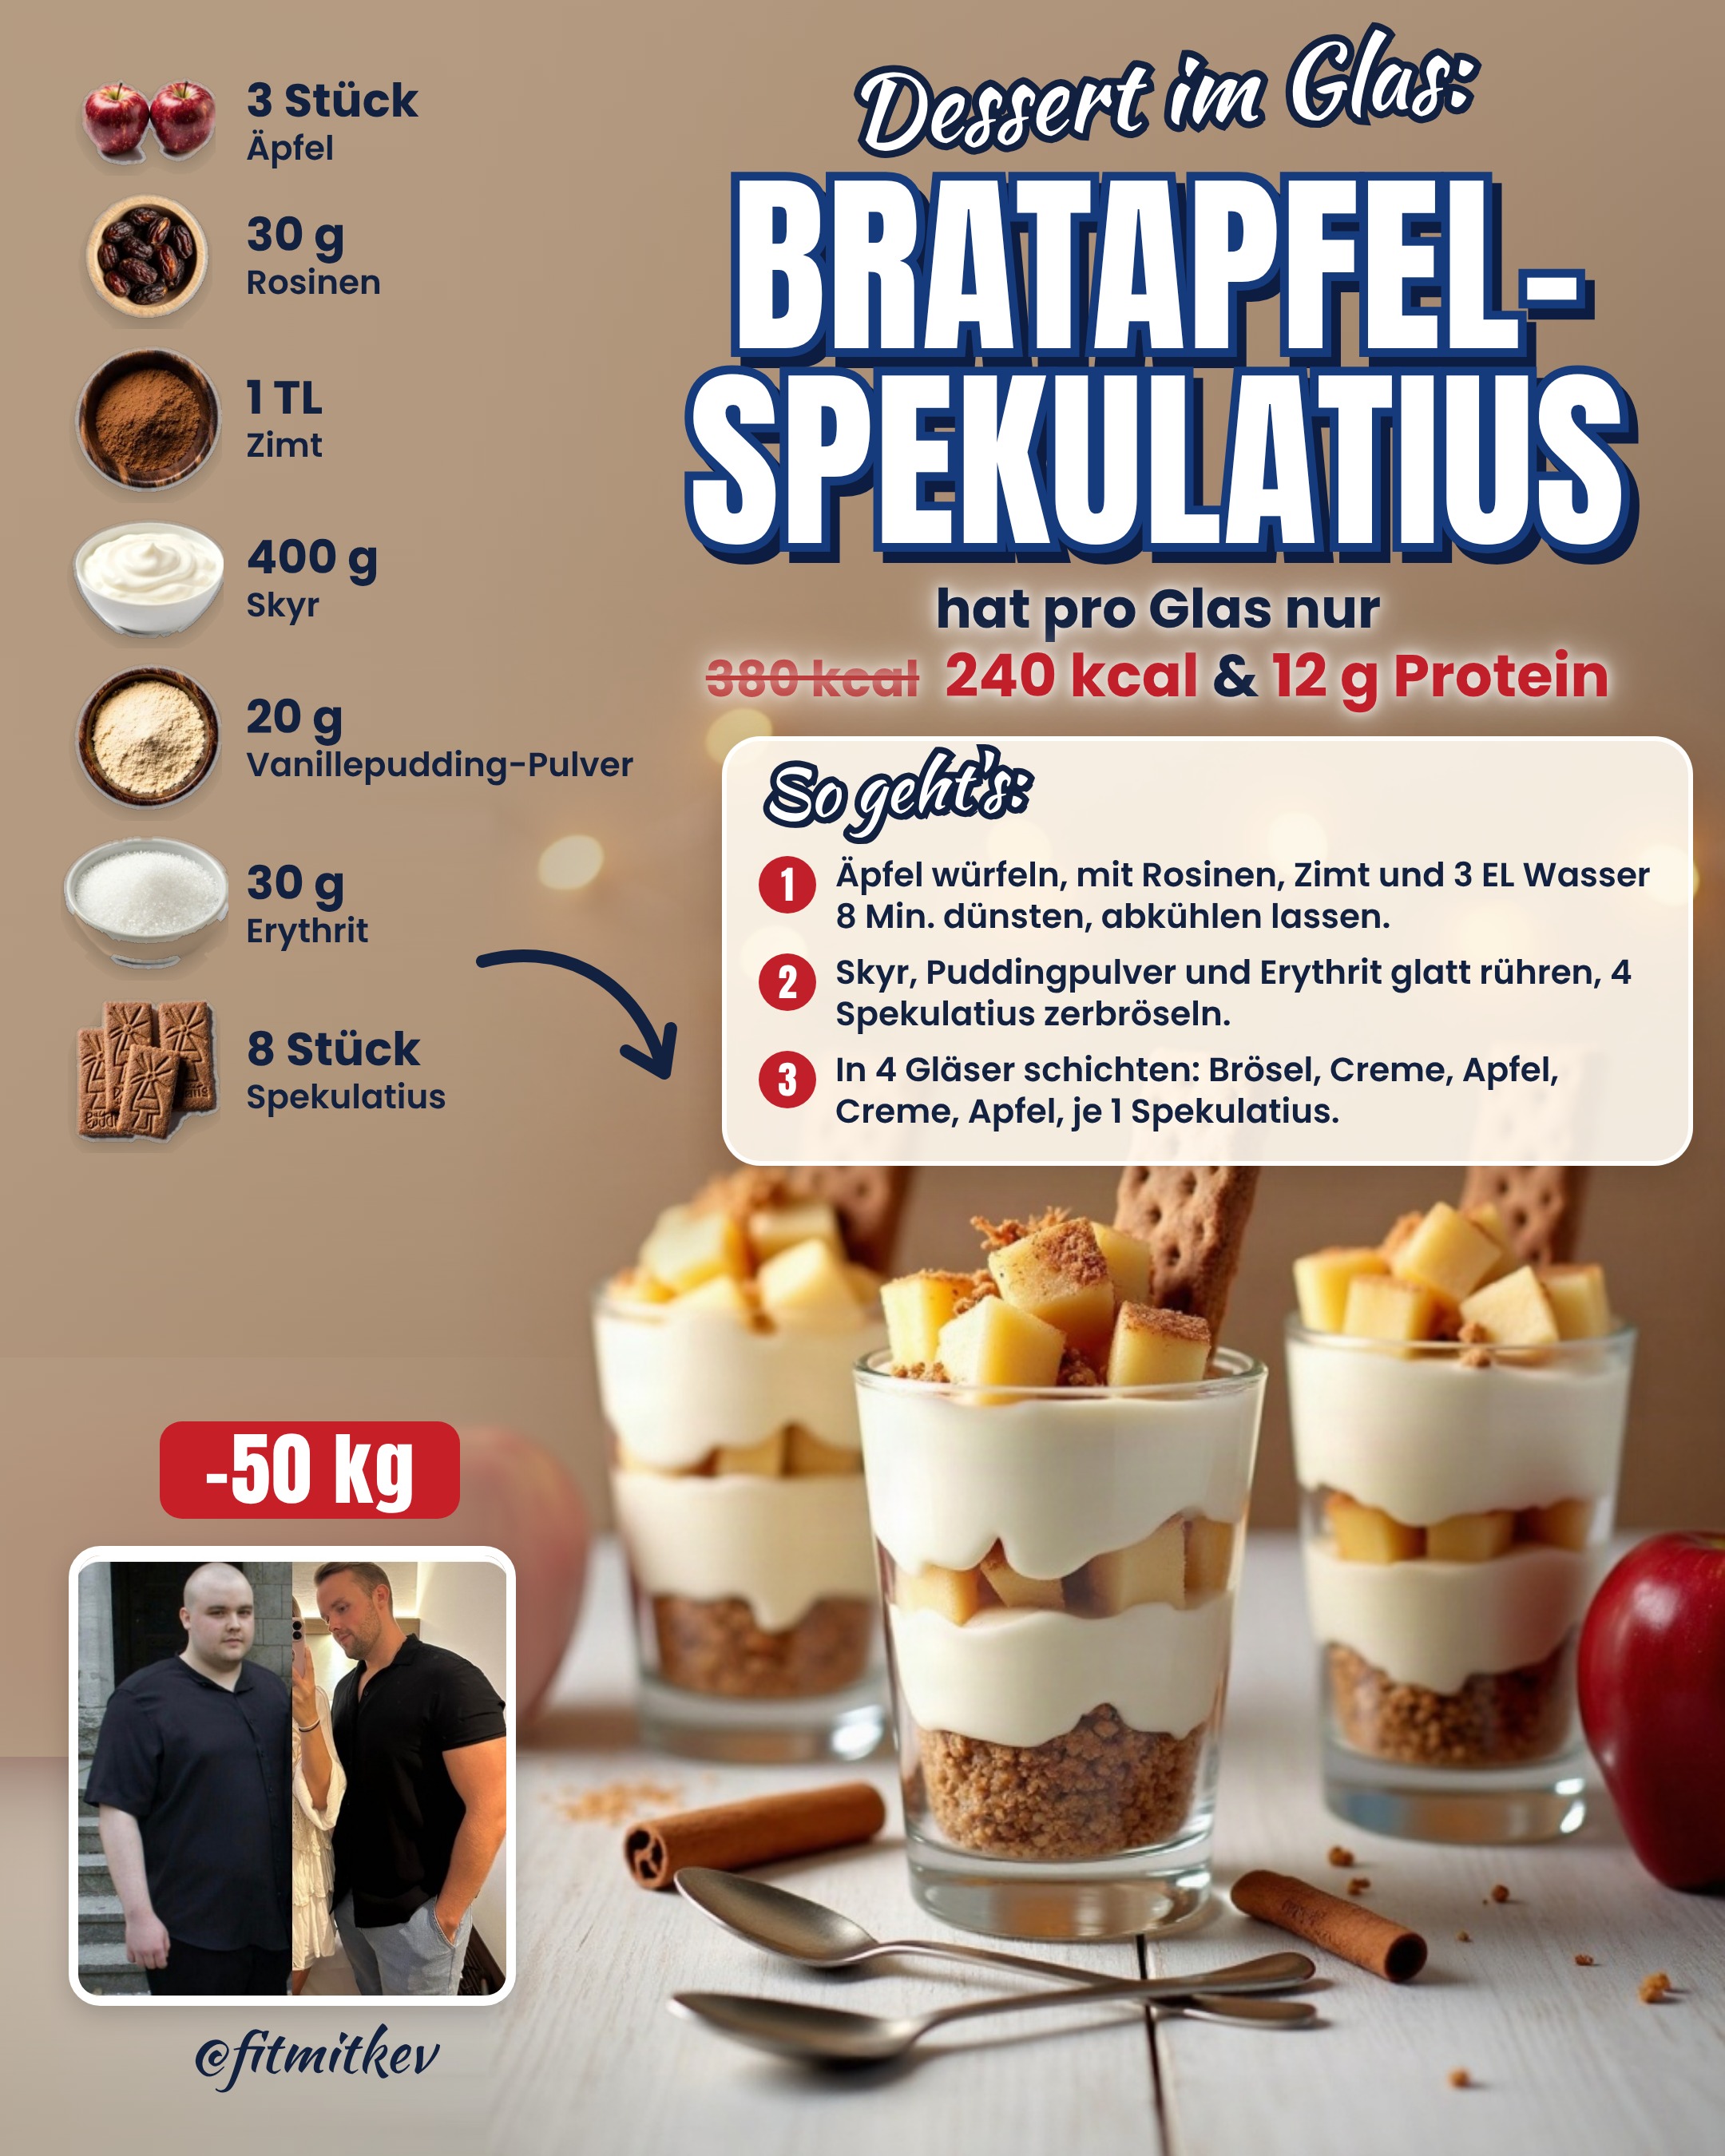 Dessert im Glas:
BRATAPFEL-
SPEKULATIUS
hat pro Glas nur
380 kcal 240 kcal & 12 g Protein
3 Stück
Äpfel
30 g
Rosinen
1 TL
Zimt
400 g
Skyr
20 g
Vanillepudding-Pulver
30 g
Erythrit
8 Stück
Spekulatius
So geht's:
1 Äpfel würfeln, mit Rosinen, Zimt und 3 EL Wasser
8 Min. dünsten, abkühlen lassen.
2 Skyr, Puddingpulver und Erythrit glatt rühren, 4
Spekulatius zerbröseln.
3 In 4 Gläser schichten: Brösel, Creme, Apfel,
Creme, Apfel, je 1 Spekulatius.
-50 kg
@fitmitkev